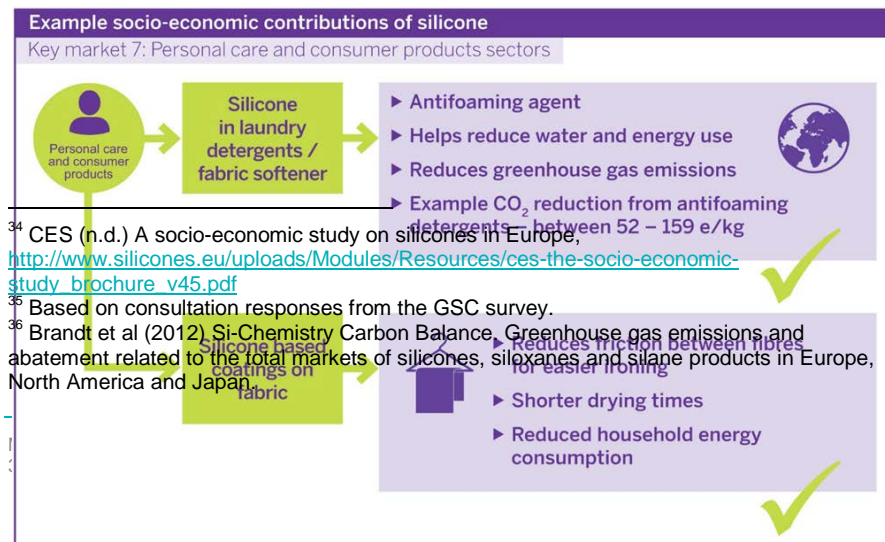 Example socio-economic contributions of silicone
Key market 7: Personal care and consumer products sectors
Personal care
and consumer
products
Silicone
in laundry
detergents /
fabric softener
▶ Antifoaming agent
▶ Helps reduce water and energy use
▶ Reduces greenhouse gas emissions
▶ Example CO₂ reduction from antifoaming
detergents – between 52 – 159 e/kg
Silicone based
coatings on
fabric
▶ Reduces friction between fibres
for easier ironing
▶ Shorter drying times
▶ Reduced household energy
consumption
³⁴ CES (n.d.) A socio-economic study on silicones in Europe,
http://www.silicones.eu/uploads/Modules/Resources/ces-the-socio-economic-
study_brochure_v45.pdf
³⁵ Based on consultation responses from the GSC survey.
³⁶ Brandt et al (2012) Si-Chemistry Carbon Balance, Greenhouse gas emissions and
abatement related to the total markets of silicones, siloxanes and silane products in Europe,
North America and Japan.